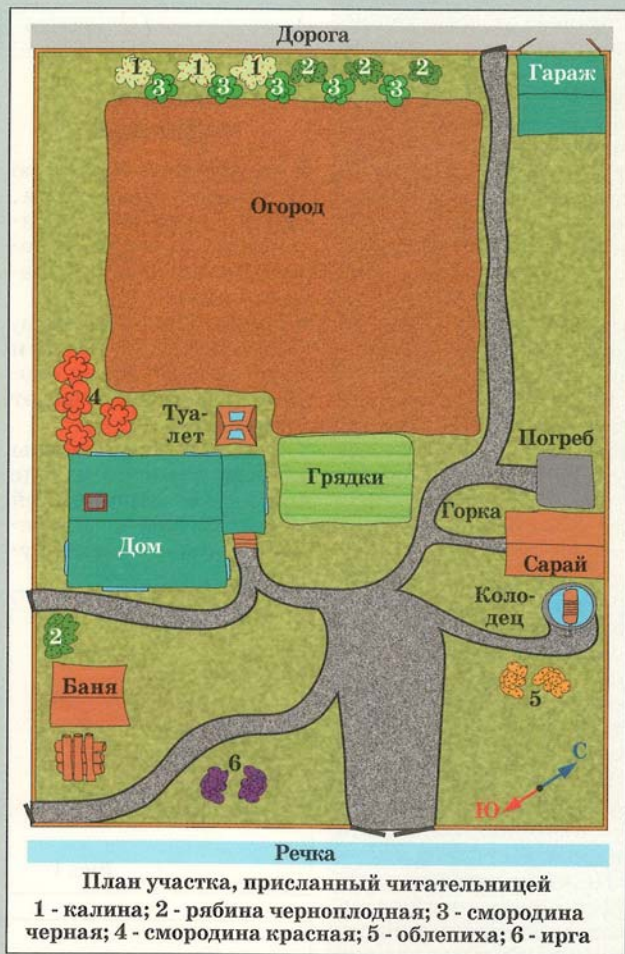 Дорога
1 1 1 2 2 2
3 3 3 3 3
Гараж
Огород
4
Туа-
лет
Погреб
Грядки
Горка
Дом
Сарай
Коло-
дец
2
Баня
5
6
С
Ю
Речка
План участка, присланный читательницей
1 - калина; 2 - рябина черноплодная; 3 - смородина
черная; 4 - смородина красная; 5 - облепиха; 6 - ирга